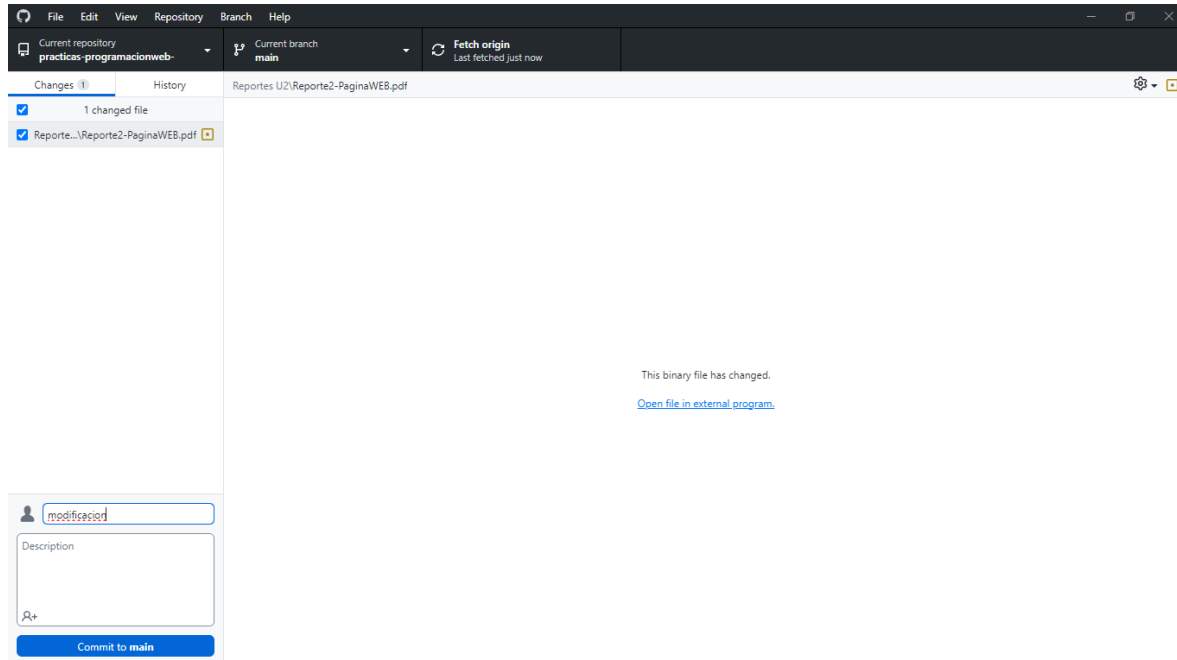 File Edit View Repository Branch Help
Current repository
practicas-programacionweb-
Current branch
main
Fetch origin
Last fetched just now
Changes 1 History
1 changed file
Reporte...\Reporte2-PaginaWEB.pdf
Reportes U2\Reporte2-PaginaWEB.pdf
This binary file has changed.
Open file in external program.
modificacion
Description
Commit to main